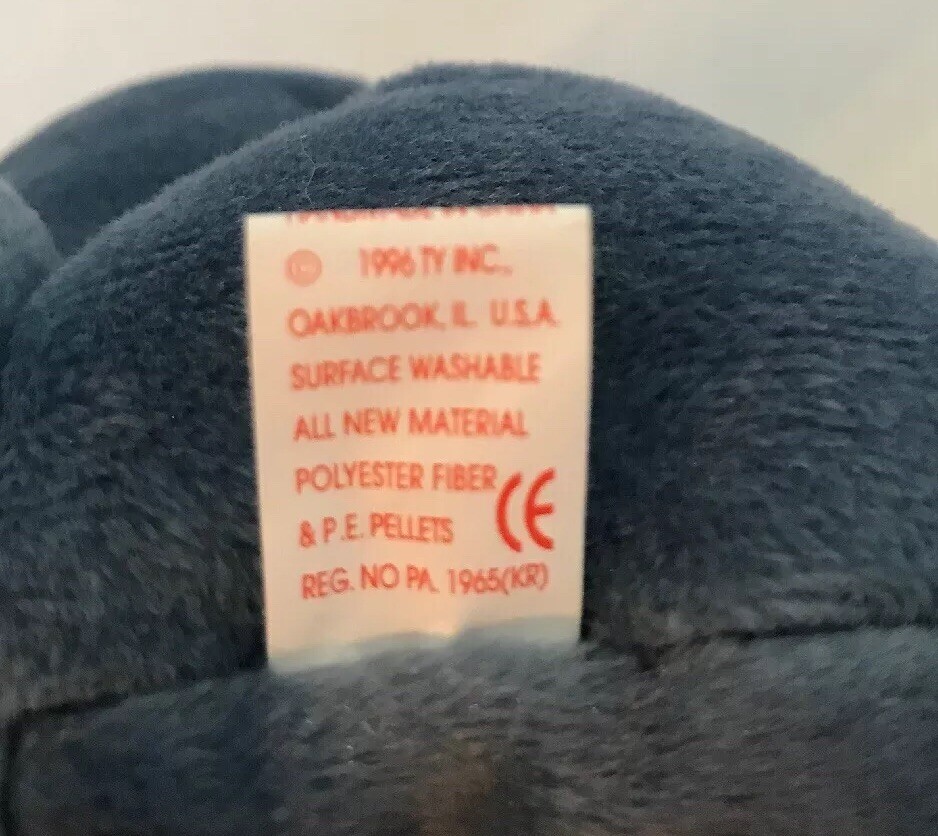 © 1996 TY INC.,
OAKBROOK, IL. U.S.A.
SURFACE WASHABLE
ALL NEW MATERIAL
POLYESTER FIBER
& P.E. PELLETS CE
REG. NO PA. 1965(KR)